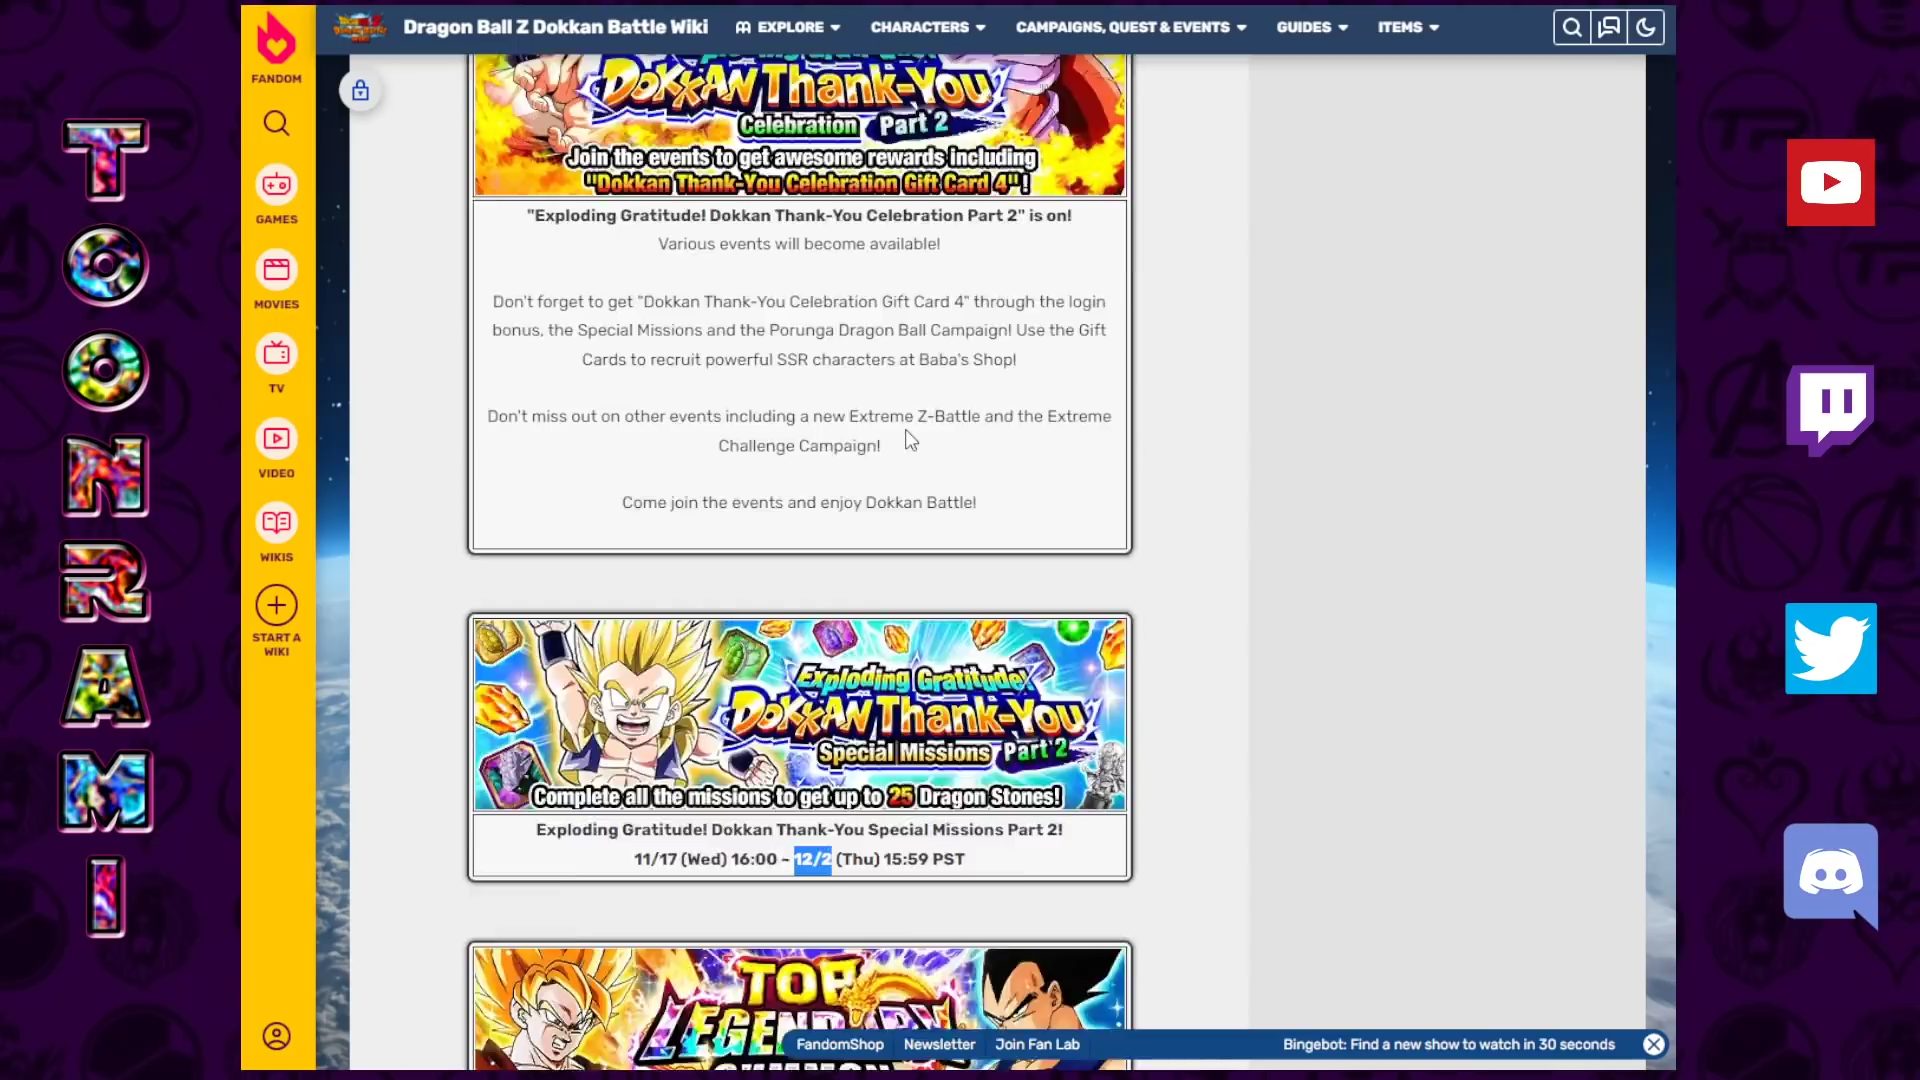 TOONRAMI
FANDOM
GAMES
MOVIES
TV
VIDEO
WIKIS
START A
WIKI
Dragon Ball Z Dokkan Battle Wiki
EXPLORE
CHARACTERS
CAMPAIGNS, QUEST & EVENTS
GUIDES
ITEMS
DOKKAN Thank-You
Celebration Part 2
Join the events to get awesome rewards including
"Dokkan Thank-You Celebration Gift Card 4"!
"Exploding Gratitude! Dokkan Thank-You Celebration Part 2" is on!
Various events will become available!
Don't forget to get "Dokkan Thank-You Celebration Gift Card 4" through the login
bonus, the Special Missions and the Porunga Dragon Ball Campaign! Use the Gift
Cards to recruit powerful SSR characters at Baba's Shop!
Don't miss out on other events including a new Extreme Z-Battle and the Extreme
Challenge Campaign!
Come join the events and enjoy Dokkan Battle!
Exploding Gratitude!
DOKKAN Thank-You
Special Missions Part 2
Complete all the missions to get up to 25 Dragon Stones!
Exploding Gratitude! Dokkan Thank-You Special Missions Part 2!
11/17 (Wed) 16:00 ~ 12/2 (Thu) 15:59 PST
TOP
LEGENDARY
FandomShop
Newsletter
Join Fan Lab
Bingebot: Find a new show to watch in 30 seconds